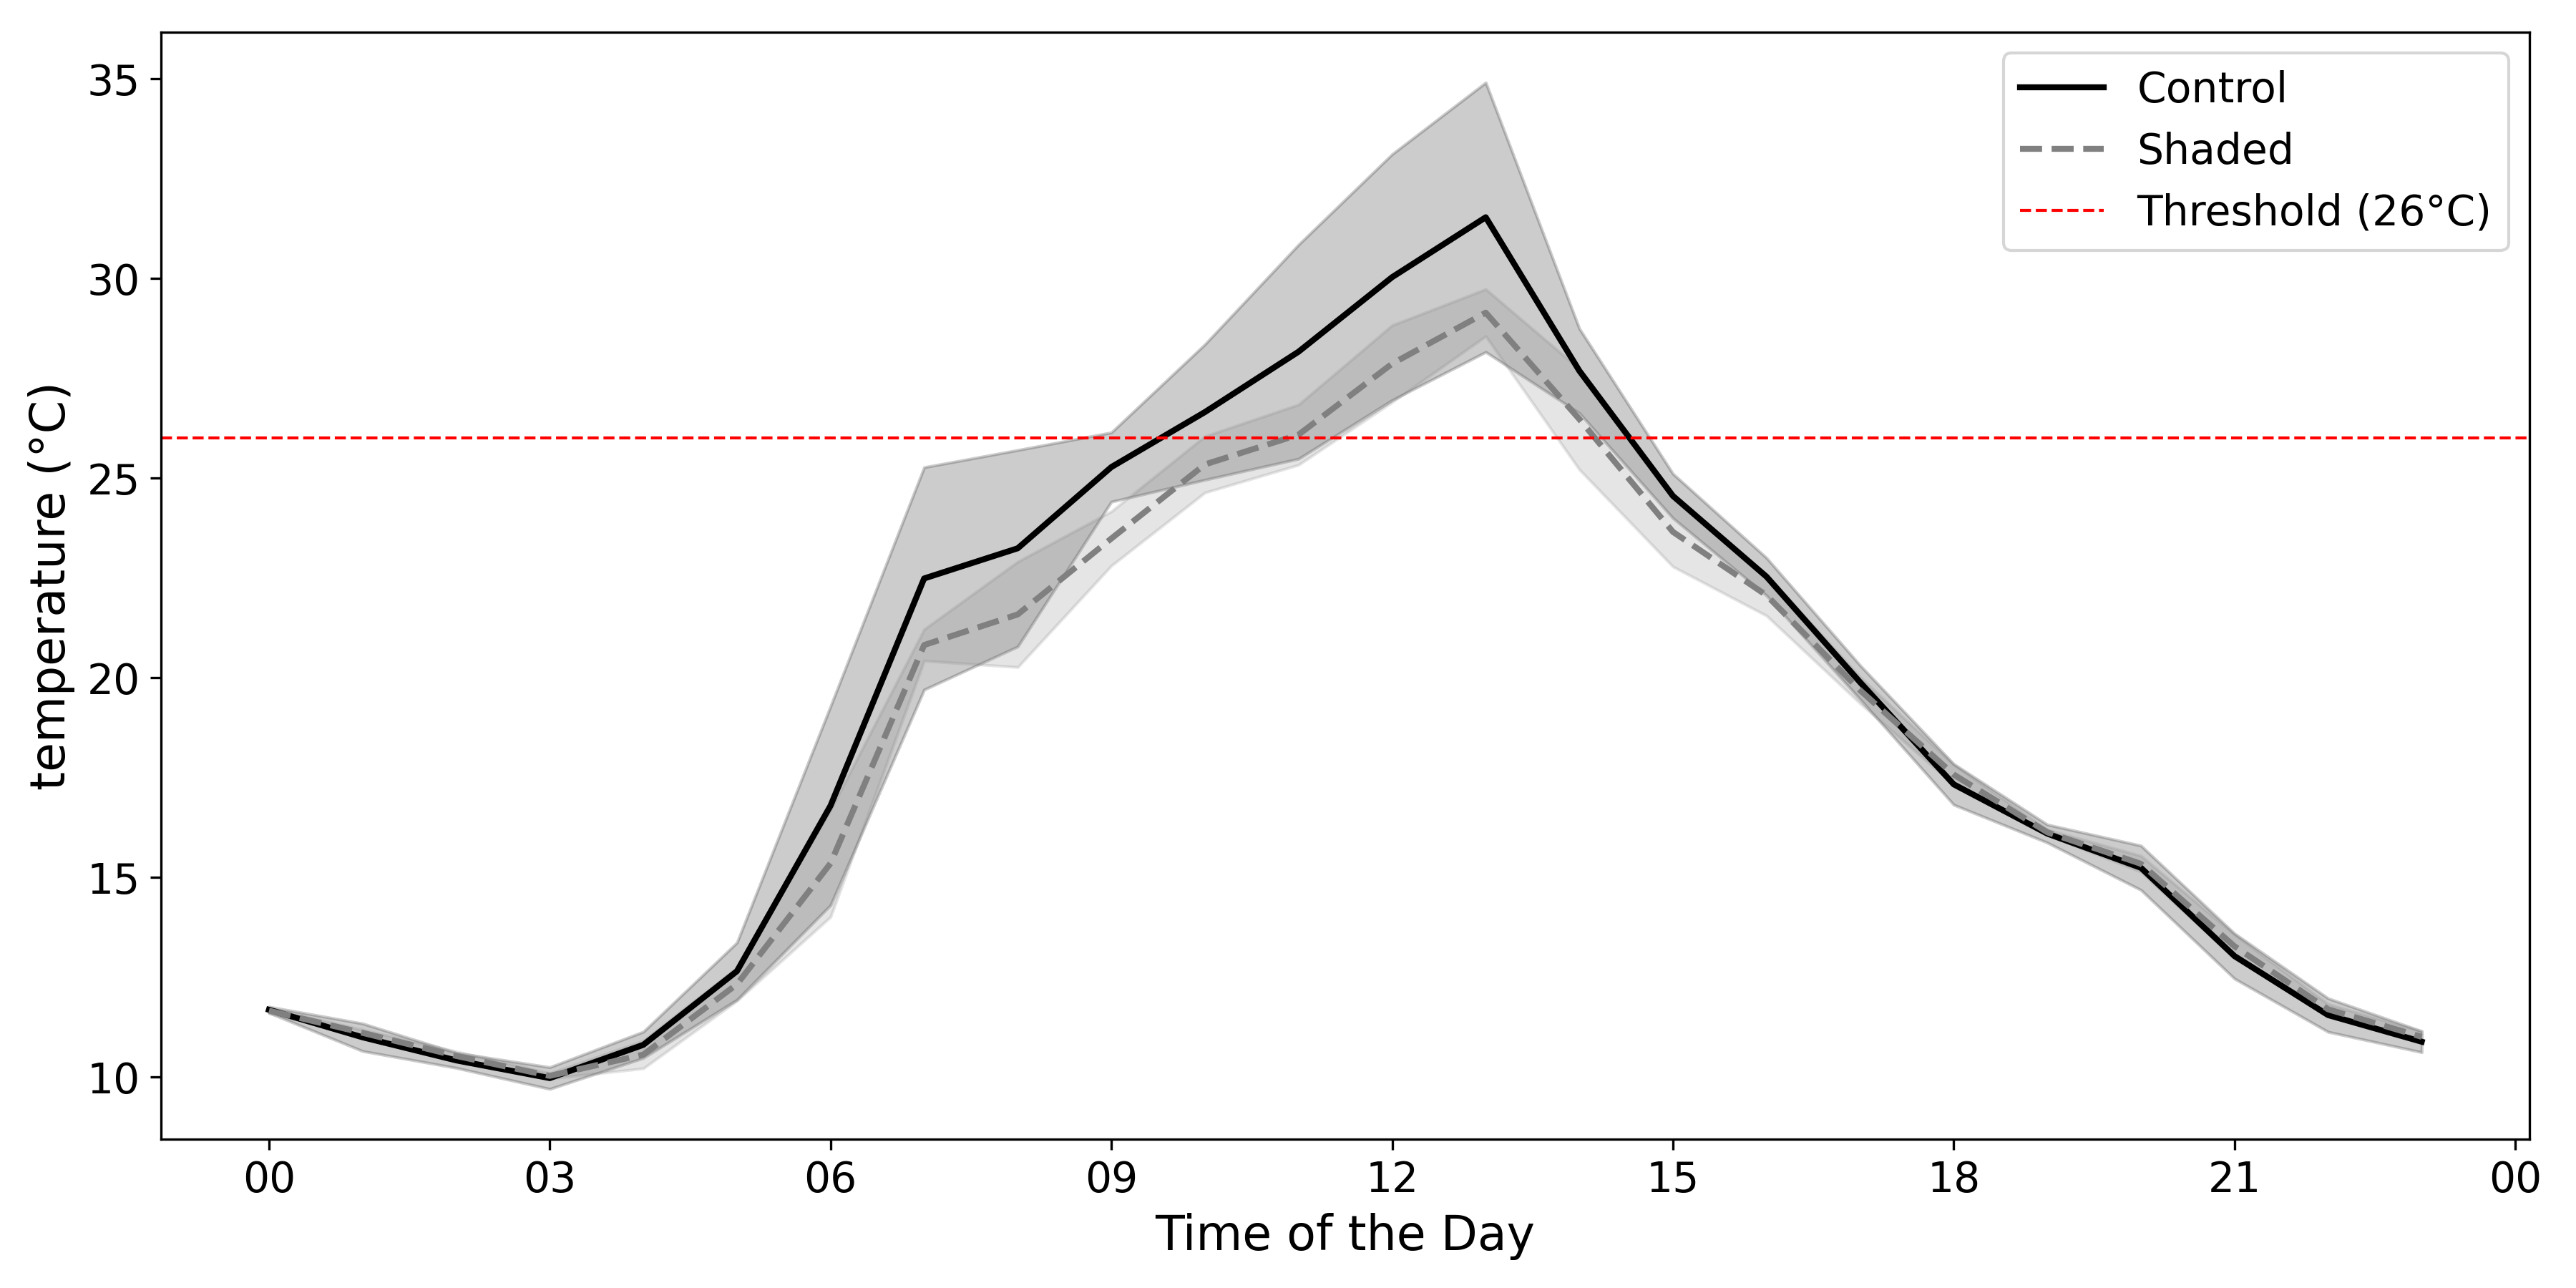 35
30
25
20
15
10
temperature (°C)
Control
Shaded
Threshold (26°C)
00 03 06 09 12 15 18 21 00
Time of the Day